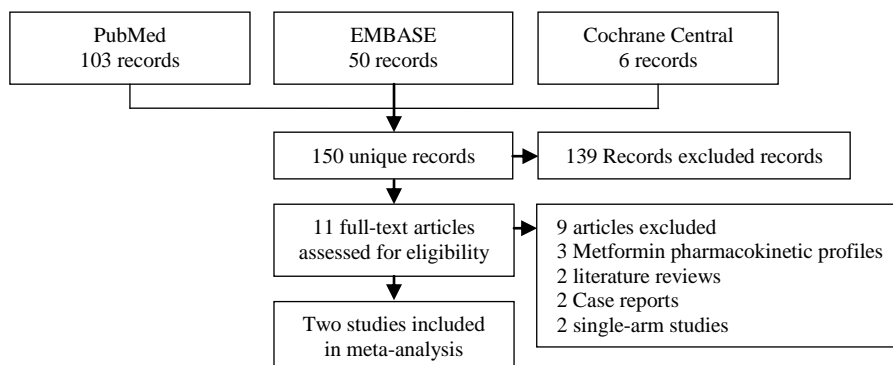 PubMed
103 records
EMBASE
50 records
Cochrane Central
6 records
150 unique records
139 Records excluded records
11 full-text articles
assessed for eligibility
9 articles excluded
3 Metformin pharmacokinetic profiles
2 literature reviews
2 Case reports
2 single-arm studies
Two studies included
in meta-analysis